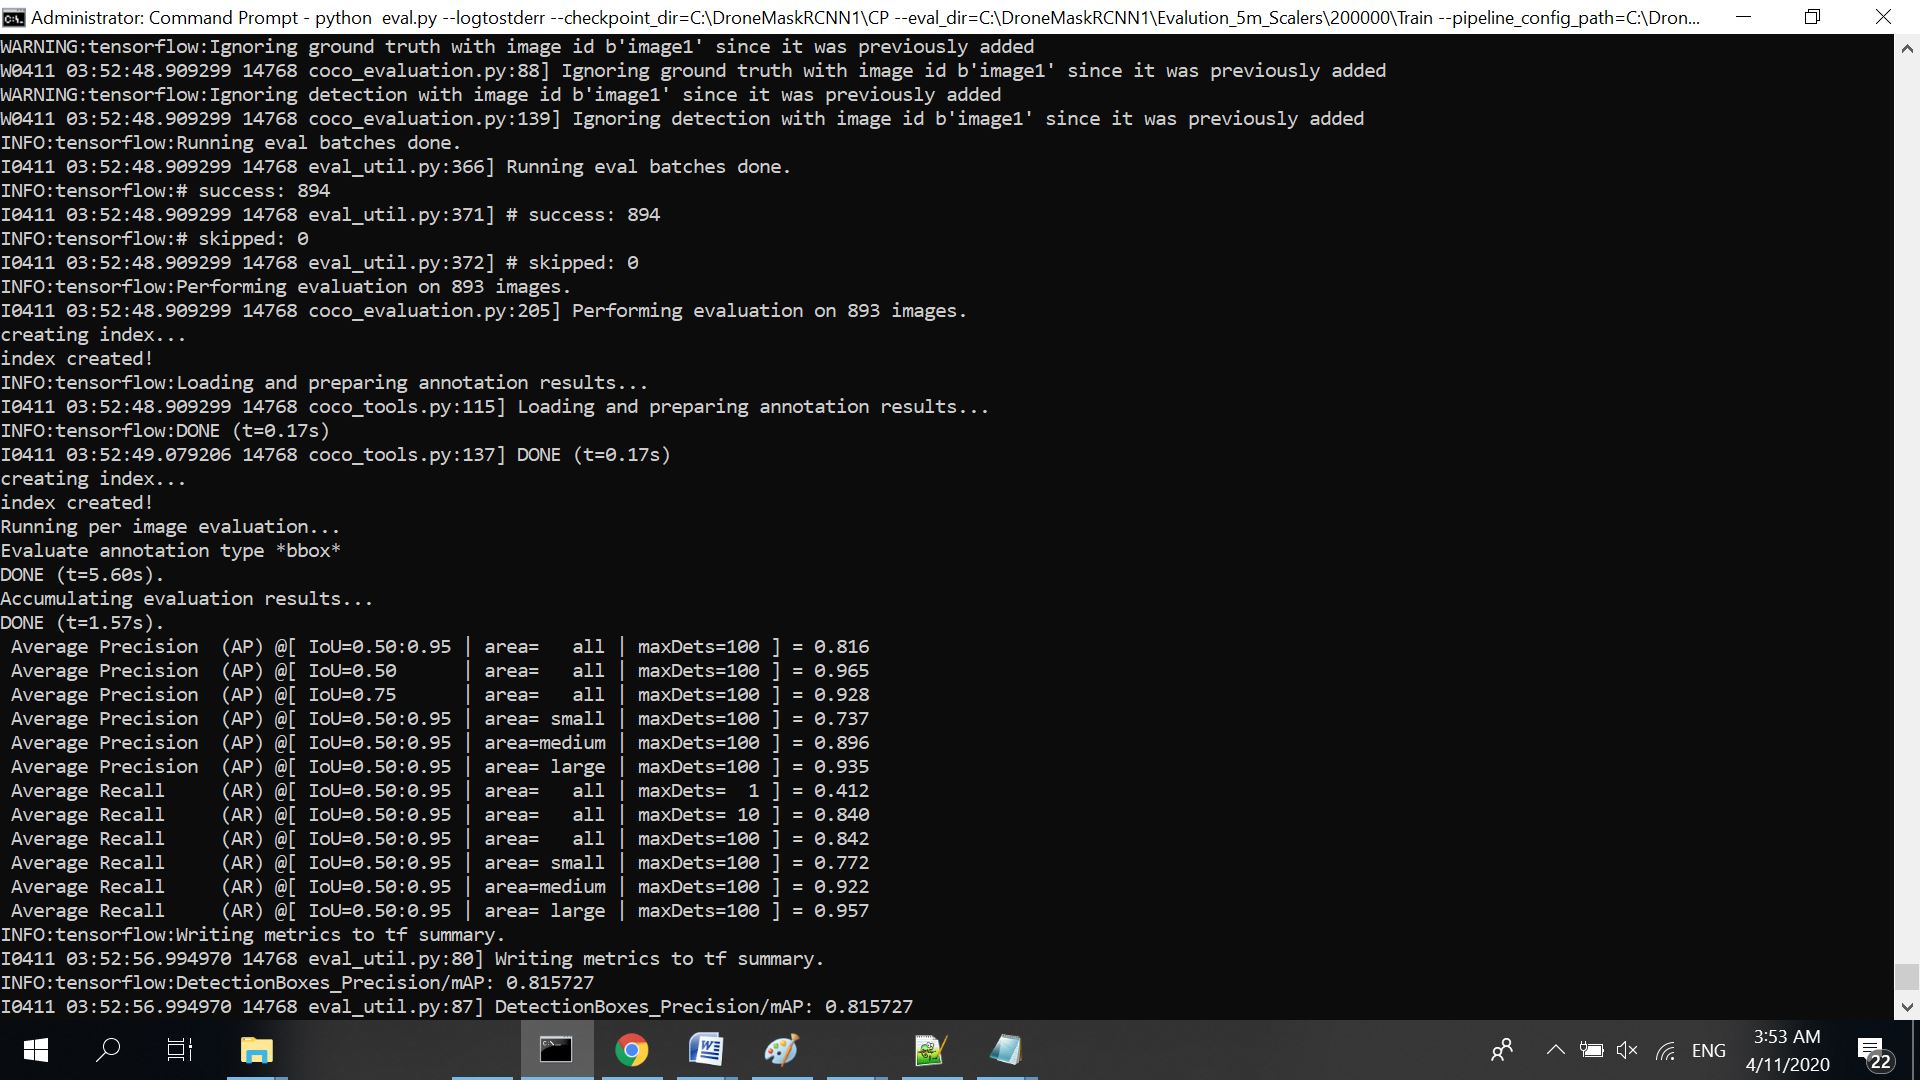 Administrator: Command Prompt - python  eval.py --logtostderr --checkpoint_dir=C:\DroneMaskRCNN1\CP --eval_dir=C:\DroneMaskRCNN1\Evalution_5m_Scalers\200000\Train --pipeline_config_path=C:\Dron...
WARNING:tensorflow:Ignoring ground truth with image id b'image1' since it was previously added
W0411 03:52:48.909299 14768 coco_evaluation.py:88] Ignoring ground truth with image id b'image1' since it was previously added
WARNING:tensorflow:Ignoring detection with image id b'image1' since it was previously added
W0411 03:52:48.909299 14768 coco_evaluation.py:139] Ignoring detection with image id b'image1' since it was previously added
INFO:tensorflow:Running eval batches done.
I0411 03:52:48.909299 14768 eval_util.py:366] Running eval batches done.
INFO:tensorflow:# success: 894
I0411 03:52:48.909299 14768 eval_util.py:371] # success: 894
INFO:tensorflow:# skipped: 0
I0411 03:52:48.909299 14768 eval_util.py:372] # skipped: 0
INFO:tensorflow:Performing evaluation on 893 images.
I0411 03:52:48.909299 14768 coco_evaluation.py:205] Performing evaluation on 893 images.
creating index...
index created!
INFO:tensorflow:Loading and preparing annotation results...
I0411 03:52:48.909299 14768 coco_tools.py:115] Loading and preparing annotation results...
INFO:tensorflow:DONE (t=0.17s)
I0411 03:52:49.079206 14768 coco_tools.py:137] DONE (t=0.17s)
creating index...
index created!
Running per image evaluation...
Evaluate annotation type *bbox*
DONE (t=5.60s).
Accumulating evaluation results...
DONE (t=1.57s).
 Average Precision  (AP) @[ IoU=0.50:0.95 | area=   all | maxDets=100 ] = 0.816
 Average Precision  (AP) @[ IoU=0.50      | area=   all | maxDets=100 ] = 0.965
 Average Precision  (AP) @[ IoU=0.75      | area=   all | maxDets=100 ] = 0.928
 Average Precision  (AP) @[ IoU=0.50:0.95 | area= small | maxDets=100 ] = 0.737
 Average Precision  (AP) @[ IoU=0.50:0.95 | area=medium | maxDets=100 ] = 0.896
 Average Precision  (AP) @[ IoU=0.50:0.95 | area= large | maxDets=100 ] = 0.935
 Average Recall     (AR) @[ IoU=0.50:0.95 | area=   all | maxDets=  1 ] = 0.412
 Average Recall     (AR) @[ IoU=0.50:0.95 | area=   all | maxDets= 10 ] = 0.840
 Average Recall     (AR) @[ IoU=0.50:0.95 | area=   all | maxDets=100 ] = 0.842
 Average Recall     (AR) @[ IoU=0.50:0.95 | area= small | maxDets=100 ] = 0.772
 Average Recall     (AR) @[ IoU=0.50:0.95 | area=medium | maxDets=100 ] = 0.922
 Average Recall     (AR) @[ IoU=0.50:0.95 | area= large | maxDets=100 ] = 0.957
INFO:tensorflow:Writing metrics to tf summary.
I0411 03:52:56.994970 14768 eval_util.py:80] Writing metrics to tf summary.
INFO:tensorflow:DetectionBoxes_Precision/mAP: 0.815727
I0411 03:52:56.994970 14768 eval_util.py:87] DetectionBoxes_Precision/mAP: 0.815727
ENG
3:53 AM
4/11/2020
22